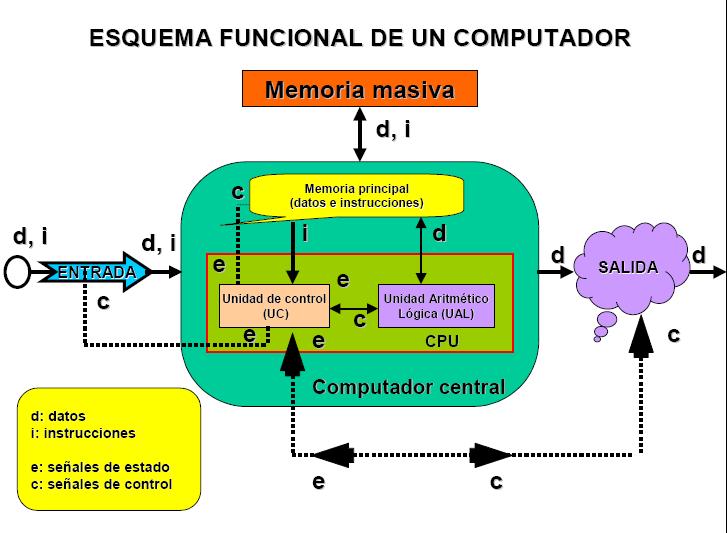 ESQUEMA FUNCIONAL DE UN COMPUTADOR
Memoria masiva
d, i
c
Memoria principal
(datos e instrucciones)
d, i
d, i
i
d
ENTRADA
e
e
d
SALIDA
d
c
Unidad de control
(UC)
c
Unidad Aritmético
Lógica (UAL)
e
e
CPU
c
Computador central
d: datos
i: instrucciones
e: señales de estado
c: señales de control
e
c